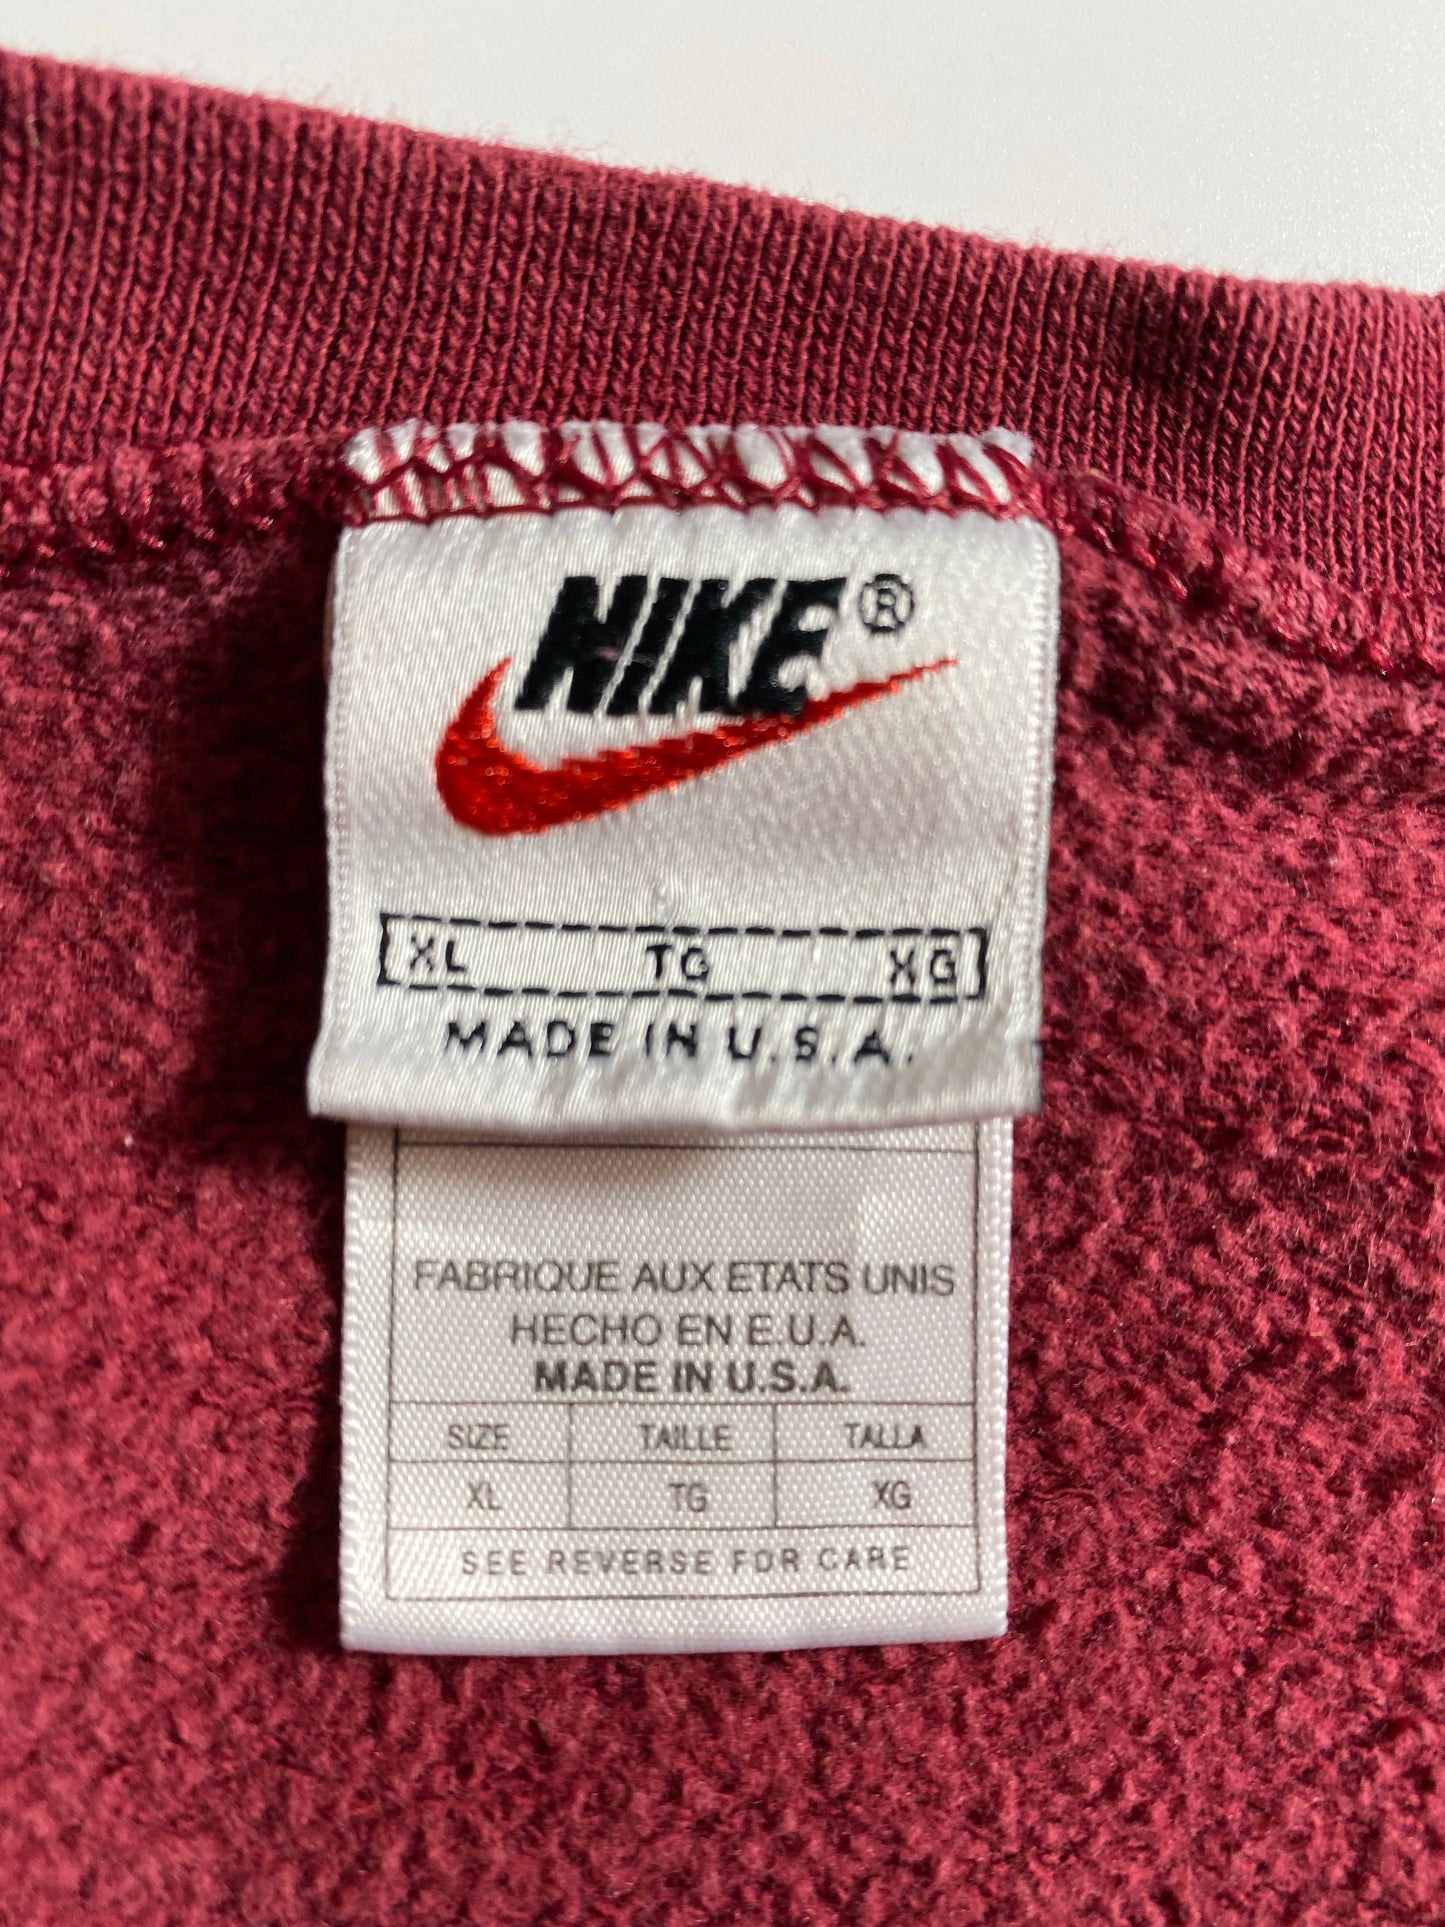 NIKE®
XL TG XG
MADE IN U.S.A.
FABRIQUE AUX ETATS UNIS
HECHO EN E.U.A.
MADE IN U.S.A.
SIZE TAILLE TALLA
XL TG XG
SEE REVERSE FOR CARE